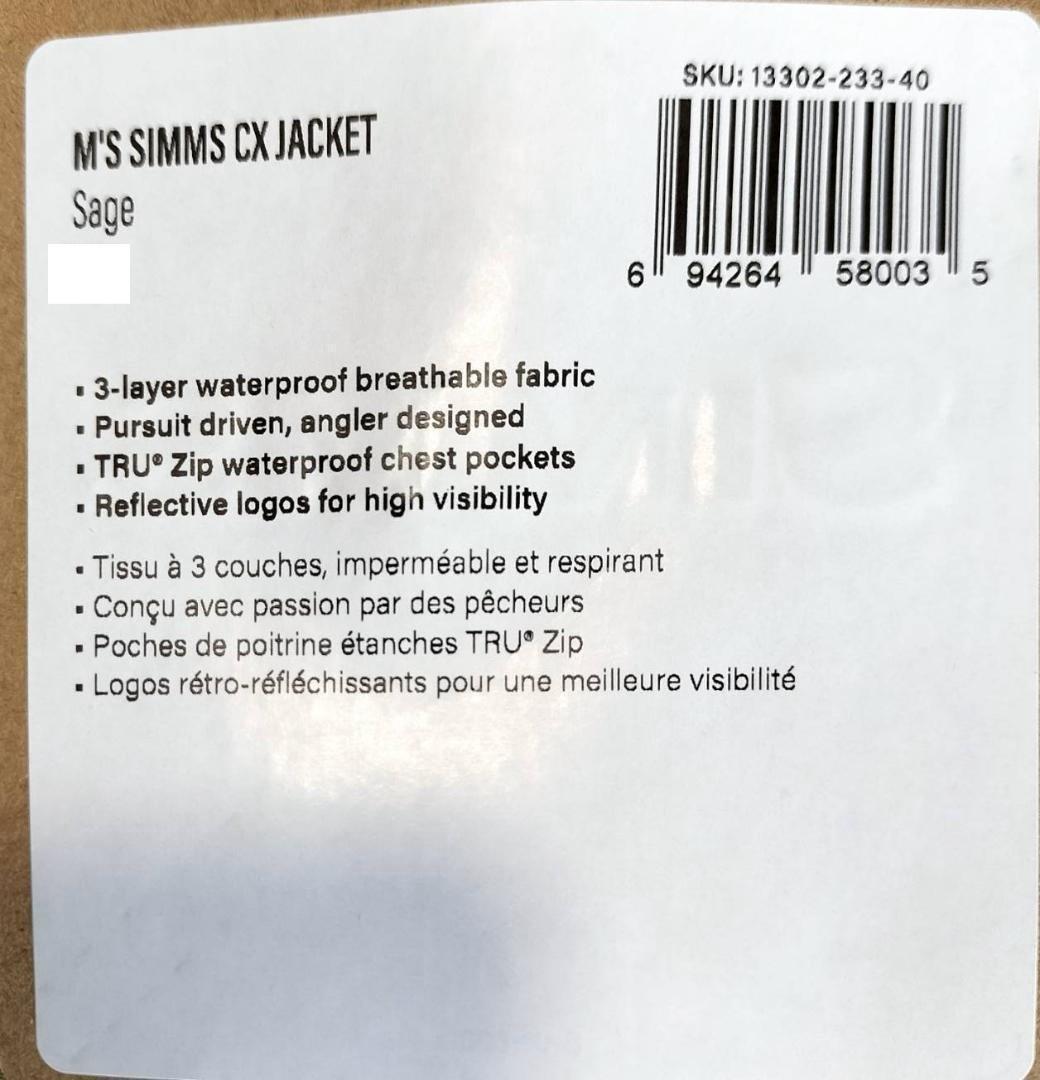 M'S SIMMS CX JACKET
Sage
SKU: 13302-233-40
6 94264 58003 5
▪ 3-layer waterproof breathable fabric
▪ Pursuit driven, angler designed
▪ TRU® Zip waterproof chest pockets
▪ Reflective logos for high visibility
▪ Tissu à 3 couches, imperméable et respirant
▪ Conçu avec passion par des pêcheurs
▪ Poches de poitrine étanches TRU® Zip
▪ Logos rétro-réfléchissants pour une meilleure visibilité